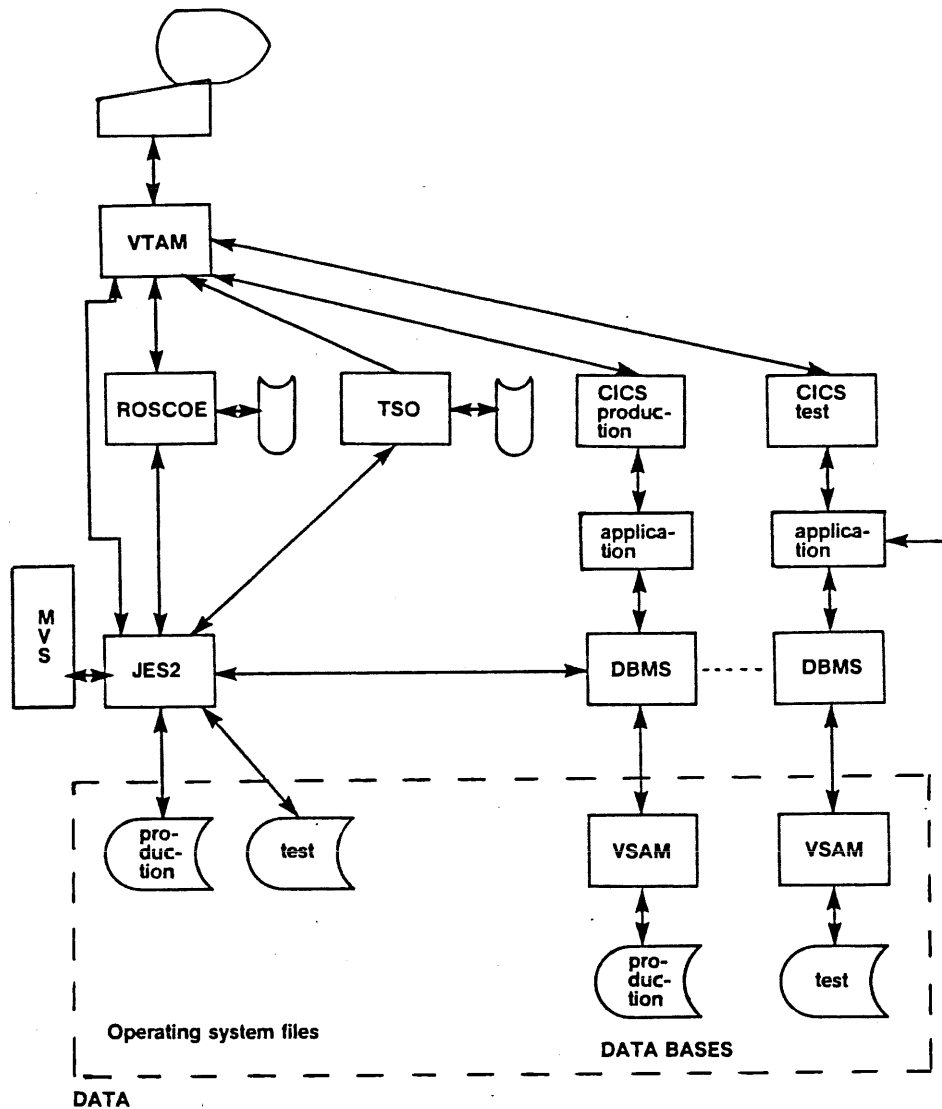 VTAM
ROSCOE
TSO
CICS
produc-
tion
CICS
test
applica-
tion
applica-
tion
M
V
S
JES2
DBMS
DBMS
pro-
duc-
tion
test
VSAM
VSAM
pro-
duc-
tion
test
Operating system files
DATA BASES
DATA